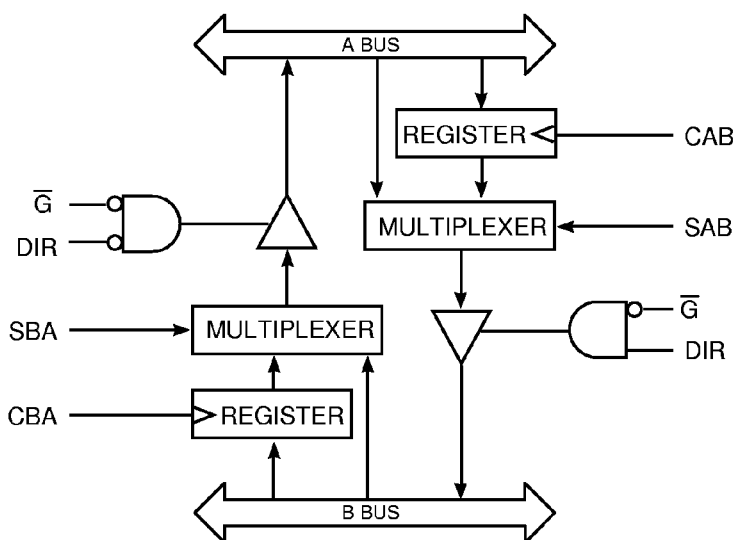 A BUS
REGISTER
CAB
G̅
DIR
MULTIPLEXER
SAB
SBA
MULTIPLEXER
G̅
DIR
CBA
REGISTER
B BUS